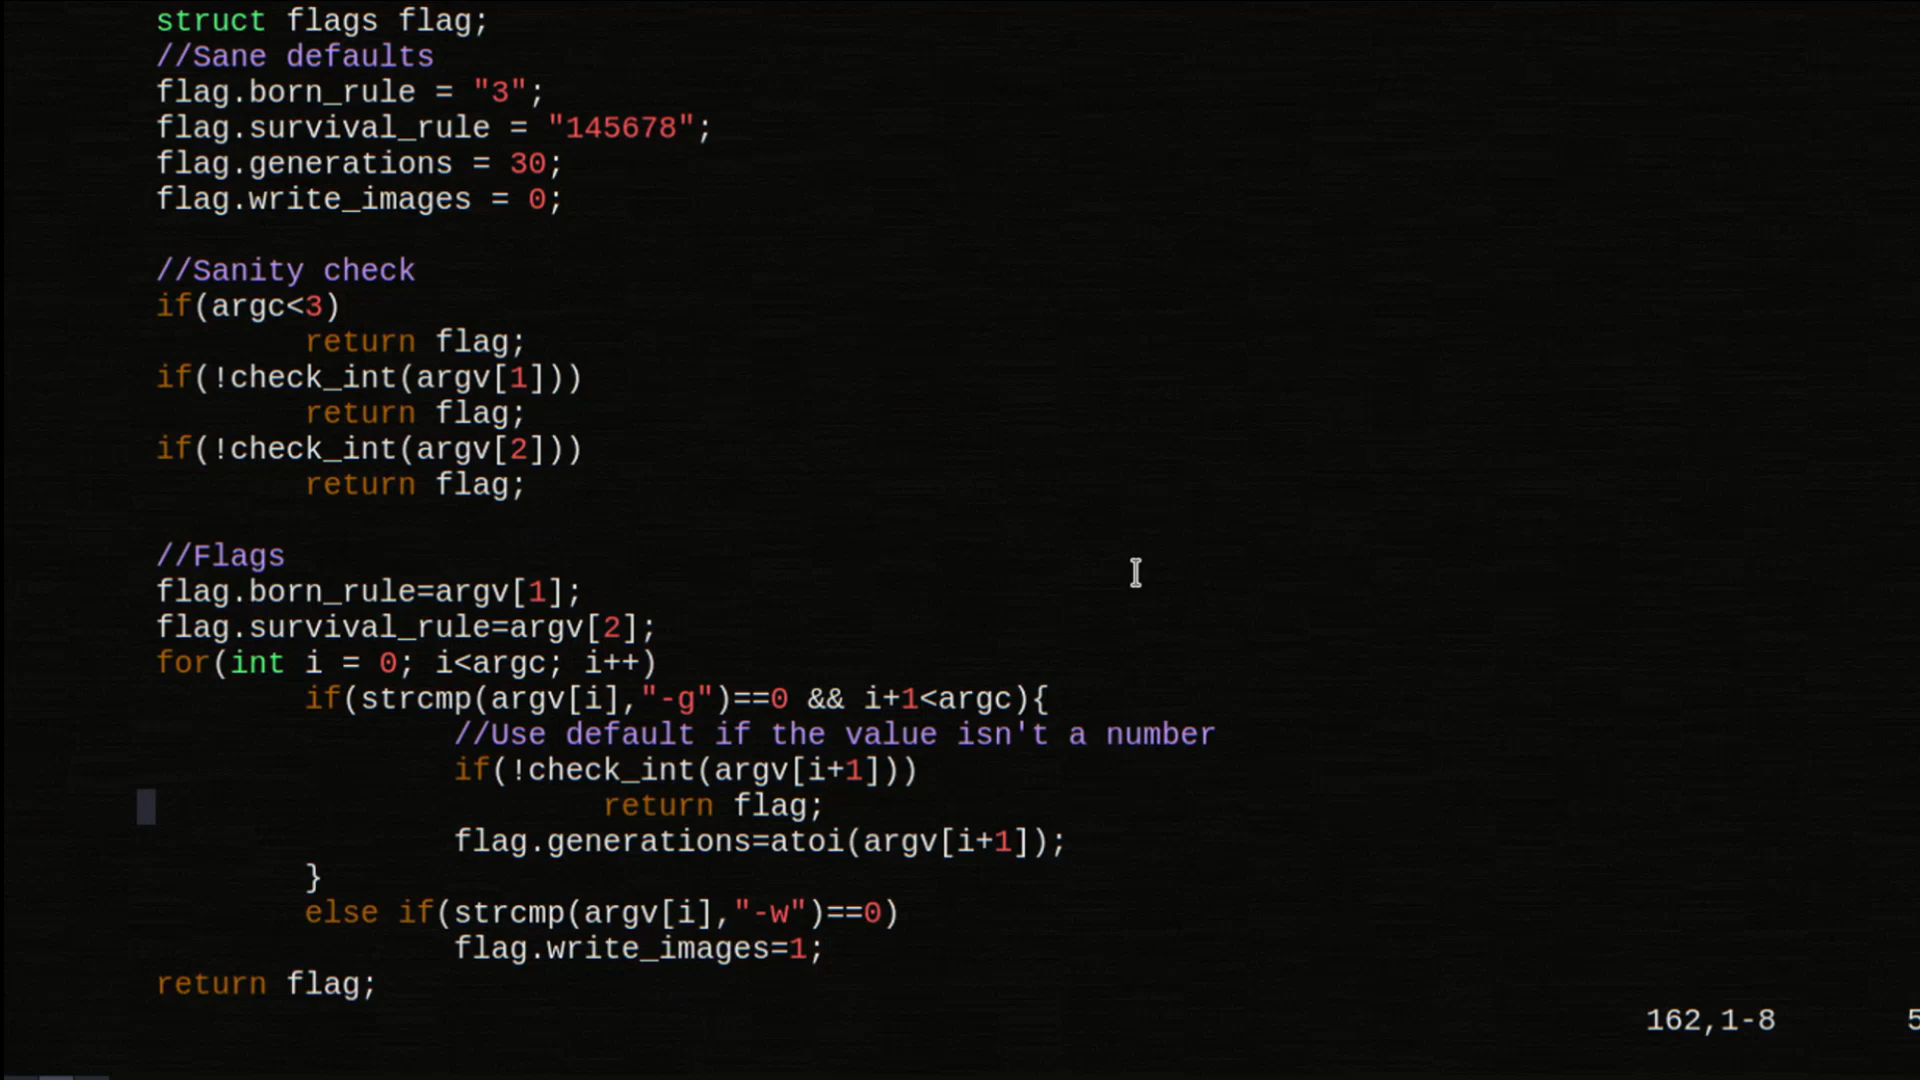 struct flags flag;
//Sane defaults
flag.born_rule = "3";
flag.survival_rule = "145678";
flag.generations = 30;
flag.write_images = 0;
//Sanity check
if(argc<3)
return flag;
if(!check_int(argv[1]))
return flag;
if(!check_int(argv[2]))
return flag;
//Flags
flag.born_rule=argv[1];
flag.survival_rule=argv[2];
for(int i = 0; i<argc; i++)
if(strcmp(argv[i],"-g")==0 && i+1<argc){
//Use default if the value isn't a number
if(!check_int(argv[i+1]))
return flag;
flag.generations=atoi(argv[i+1]);
}
else if(strcmp(argv[i],"-w")==0)
flag.write_images=1;
return flag;
162,1-8 5